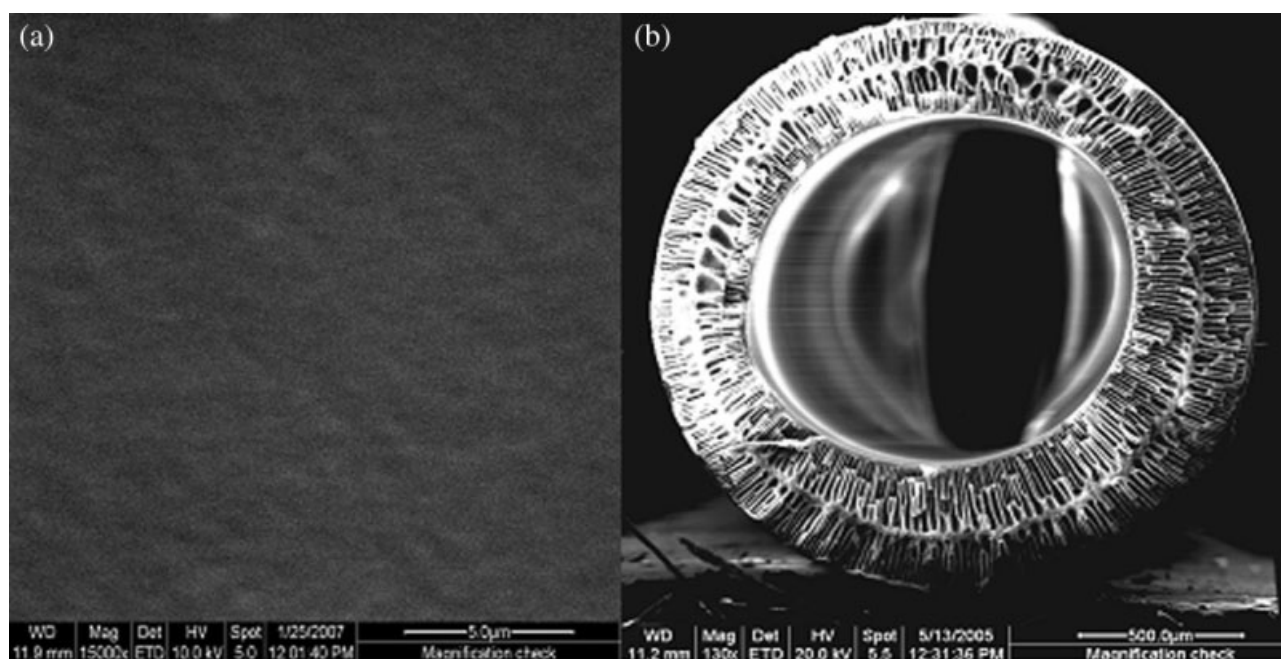 (a)
(b)
WD Mag Det HV Spot 1/25/2007 5.0µm
11.9 mm 15000x ETD 10.0 kV 5.0 12:01:40 PM Magnification check
WD Mag Det HV Spot 5/13/2005 500.0µm
11.2 mm 130x ETD 20.0 kV 5.5 12:31:36 PM Magnification check